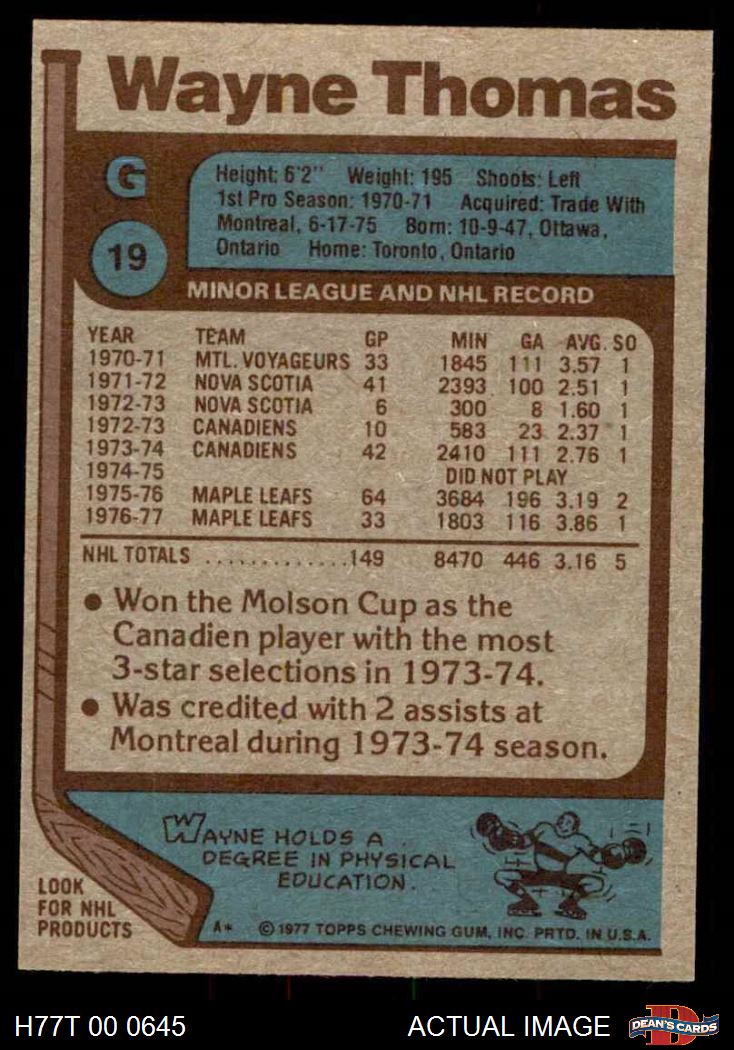 Wayne Thomas
G
19
Height: 6'2" Weight: 195 Shoots: Left
1st Pro Season: 1970-71 Acquired: Trade With
Montreal, 6-17-75 Born: 10-9-47, Ottawa,
Ontario Home: Toronto, Ontario
MINOR LEAGUE AND NHL RECORD
YEAR TEAM GP MIN GA AVG. SO
1970-71 MTL. VOYAGEURS 33 1845 111 3.57 1
1971-72 NOVA SCOTIA 41 2393 100 2.51 1
1972-73 NOVA SCOTIA 6 300 8 1.60 1
1972-73 CANADIENS 10 583 23 2.37 1
1973-74 CANADIENS 42 2410 111 2.76 1
1974-75 DID NOT PLAY
1975-76 MAPLE LEAFS 64 3684 196 3.19 2
1976-77 MAPLE LEAFS 33 1803 116 3.86 1
NHL TOTALS ..............149 8470 446 3.16 5
● Won the Molson Cup as the
Canadien player with the most
3-star selections in 1973-74.
● Was credited with 2 assists at
Montreal during 1973-74 season.
WAYNE HOLDS A
DEGREE IN PHYSICAL
EDUCATION.
LOOK
FOR NHL
PRODUCTS
A* © 1977 TOPPS CHEWING GUM, INC. PRTD. IN U.S.A.
H77T 00 0645 ACTUAL IMAGE D DEAN'S CARDS